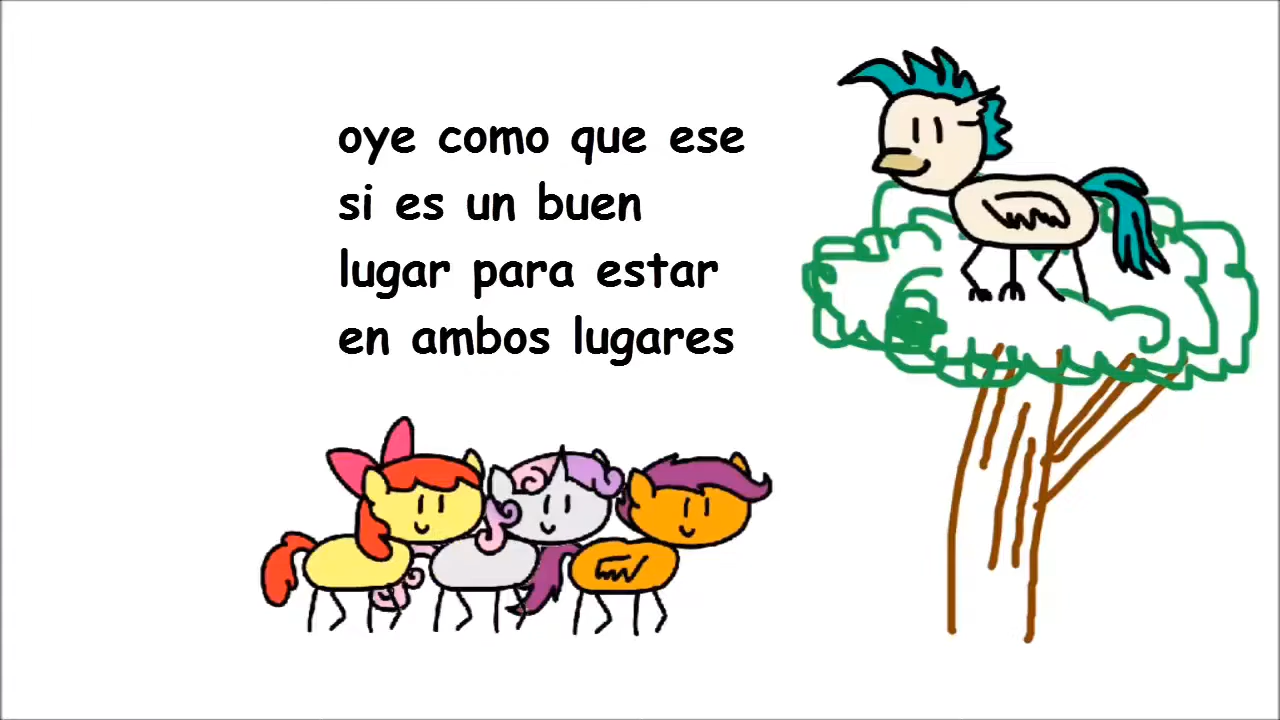 oye como que ese
si es un buen
lugar para estar
en ambos lugares